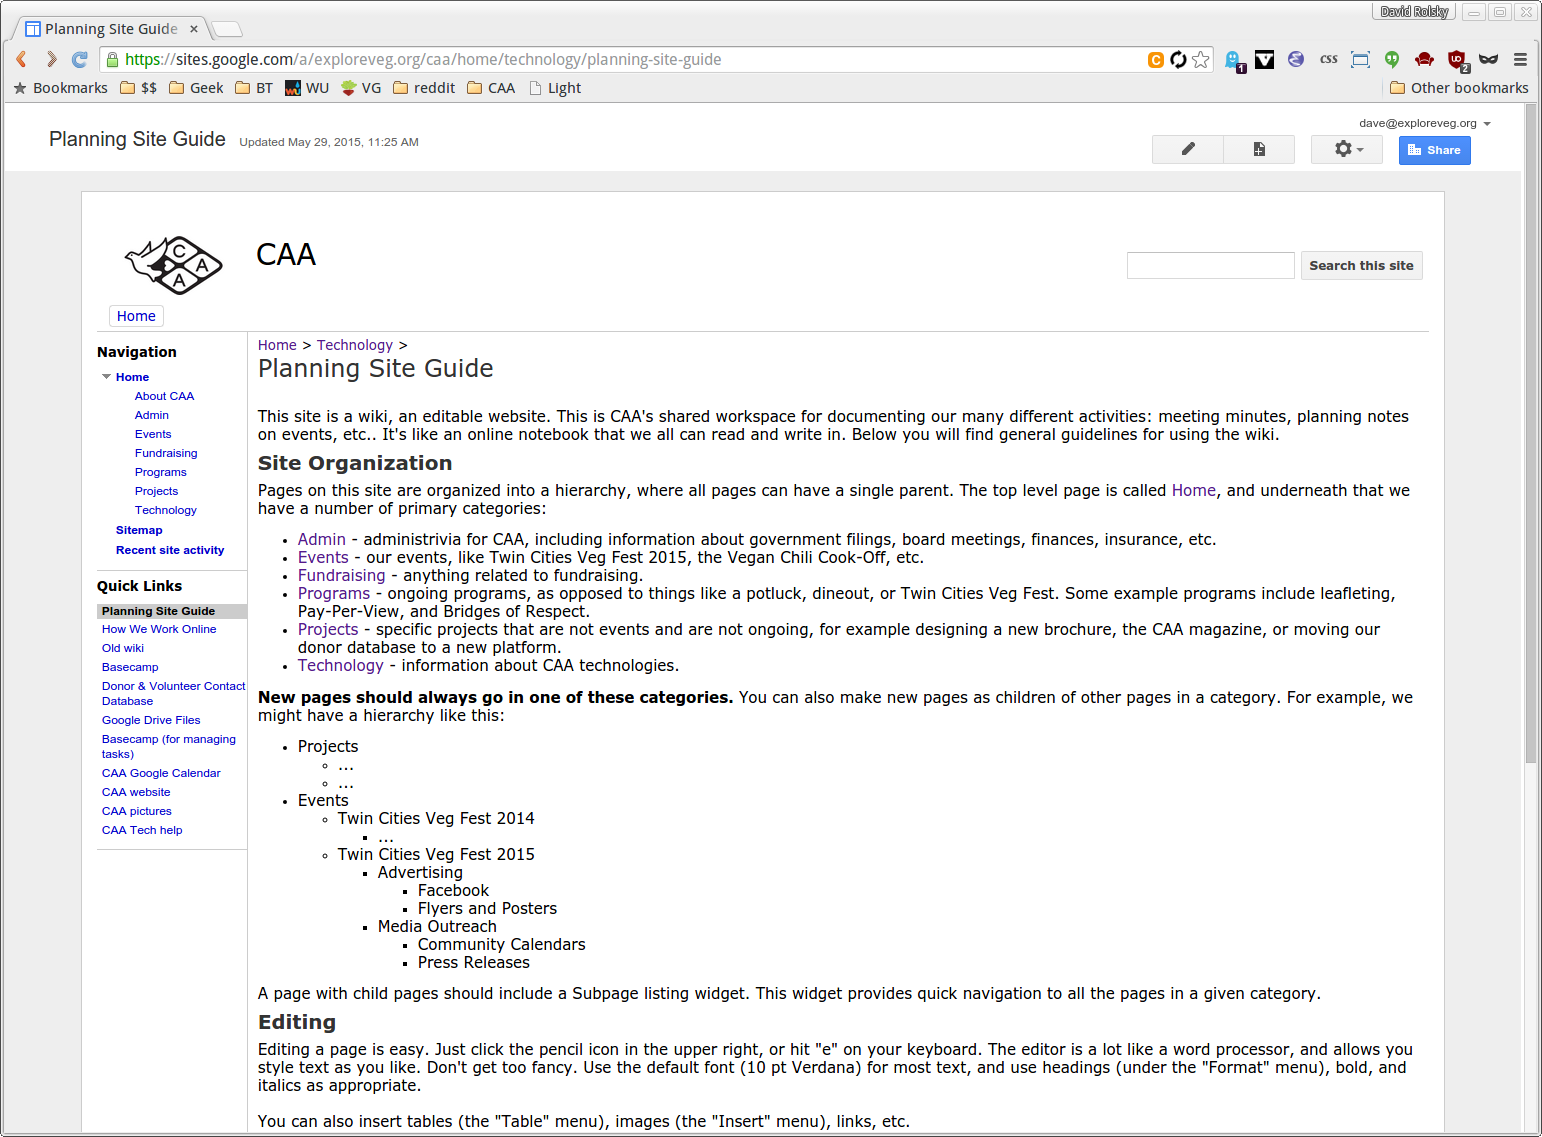 David Rolsky
Planning Site Guide
https://sites.google.com/a/exploreveg.org/caa/home/technology/planning-site-guide
C
1
css
2
Bookmarks
$$
Geek
BT
WU
VG
reddit
CAA
Light
Other bookmarks
dave@exploreveg.org
Planning Site Guide Updated May 29, 2015, 11:25 AM
Share
C
A
A
CAA
Search this site
Home
Navigation
Home
About CAA
Admin
Events
Fundraising
Programs
Projects
Technology
Sitemap
Recent site activity
Quick Links
Planning Site Guide
How We Work Online
Old wiki
Basecamp
Donor & Volunteer Contact
Database
Google Drive Files
Basecamp (for managing
tasks)
CAA Google Calendar
CAA website
CAA pictures
CAA Tech help
Home > Technology >
Planning Site Guide
This site is a wiki, an editable website. This is CAA's shared workspace for documenting our many different activities: meeting minutes, planning notes
on events, etc.. It's like an online notebook that we all can read and write in. Below you will find general guidelines for using the wiki.
Site Organization
Pages on this site are organized into a hierarchy, where all pages can have a single parent. The top level page is called Home, and underneath that we
have a number of primary categories:
• Admin - administrivia for CAA, including information about government filings, board meetings, finances, insurance, etc.
• Events - our events, like Twin Cities Veg Fest 2015, the Vegan Chili Cook-Off, etc.
• Fundraising - anything related to fundraising.
• Programs - ongoing programs, as opposed to things like a potluck, dineout, or Twin Cities Veg Fest. Some example programs include leafleting,
Pay-Per-View, and Bridges of Respect.
• Projects - specific projects that are not events and are not ongoing, for example designing a new brochure, the CAA magazine, or moving our
donor database to a new platform.
• Technology - information about CAA technologies.
New pages should always go in one of these categories. You can also make new pages as children of other pages in a category. For example, we
might have a hierarchy like this:
• Projects
◦ ...
◦ ...
• Events
◦ Twin Cities Veg Fest 2014
▪ ...
◦ Twin Cities Veg Fest 2015
▪ Advertising
▪ Facebook
▪ Flyers and Posters
▪ Media Outreach
▪ Community Calendars
▪ Press Releases
A page with child pages should include a Subpage listing widget. This widget provides quick navigation to all the pages in a given category.
Editing
Editing a page is easy. Just click the pencil icon in the upper right, or hit "e" on your keyboard. The editor is a lot like a word processor, and allows you
style text as you like. Don't get too fancy. Use the default font (10 pt Verdana) for most text, and use headings (under the "Format" menu), bold, and
italics as appropriate.
You can also insert tables (the "Table" menu), images (the "Insert" menu), links, etc.